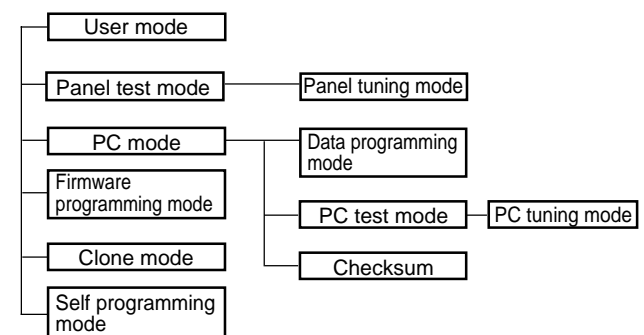 User mode
Panel test mode
Panel tuning mode
PC mode
Data programming
mode
Firmware
programming mode
PC test mode
PC tuning mode
Clone mode
Checksum
Self programming
mode